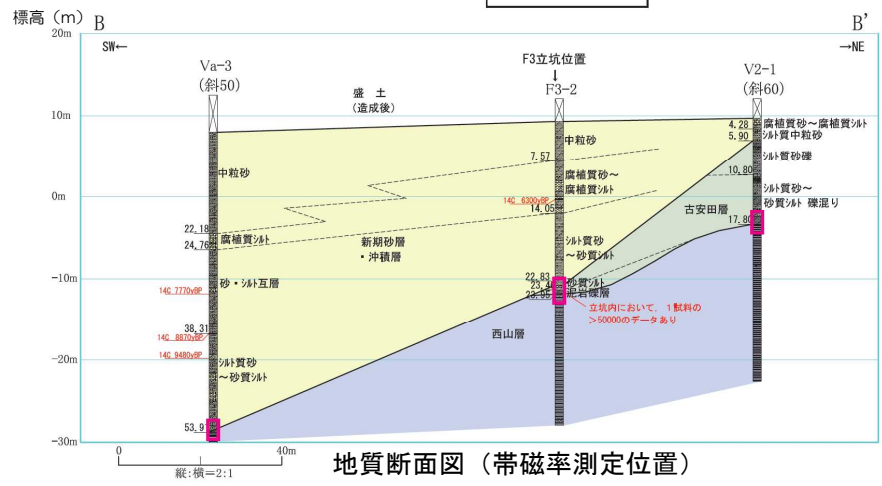 標高（m） B
B'
20m
SW←
→NE
Va-3
(斜50)
盛 土
(造成後)
F3立坑位置
↓
F3-2
V2-1
(斜60)
10m
4.28
腐植質砂～腐植質シルト
5.90
シルト質中粒砂
中粒砂
7.57
シルト質砂礫
中粒砂
腐植質砂～
腐植質シルト
10.80
0m
14C 6300yBP
14.05
シルト質砂～
砂質シルト 礫混り
古安田層
17.80
22.18
腐植質シルト
24.76
新期砂層
・沖積層
シルト質砂
～砂質シルト
-10m
14C 7770yBP
砂・シルト互層
22.83
砂質シルト
23.4
泥岩礫層
23.95
立坑内において、1試料の
>50000のデータあり
38.31
14C 8870yBP
西山層
14C 9480yBP
-20m
シルト質砂
～砂質シルト
53.97
-30m
0
40m
縦:横=2:1
地質断面図（帯磁率測定位置）